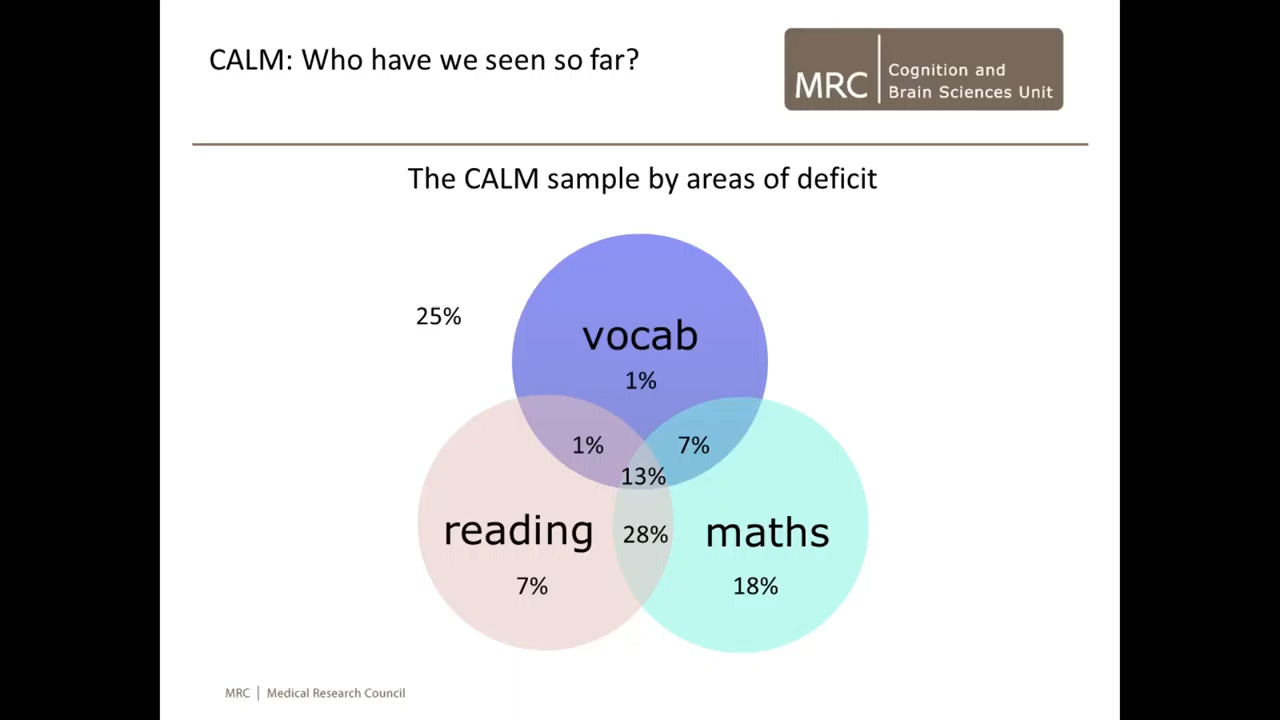 CALM: Who have we seen so far?
MRC
Cognition and
Brain Sciences Unit
The CALM sample by areas of deficit
25%
vocab
1%
1%
7%
13%
reading
28%
maths
7%
18%
MRC | Medical Research Council